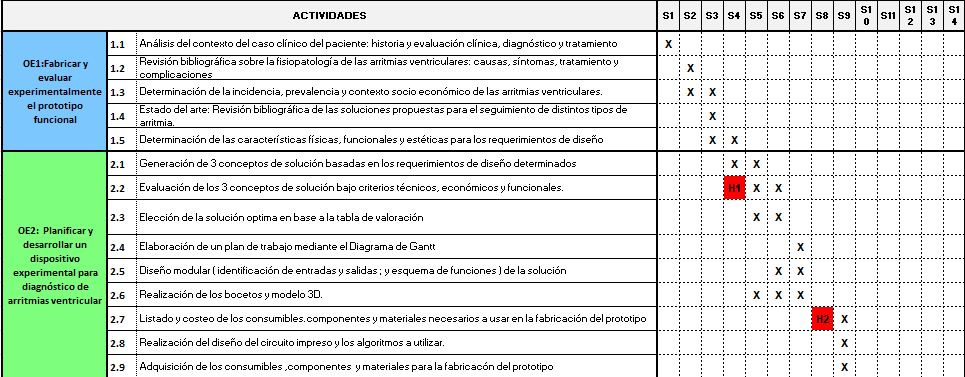 ACTIVIDADES S1 S2 S3 S4 S5 S6 S7 S8 S9 S10 S11 S12 S13 S14
OE1:Fabricar y
evaluar
experimentalmente
el prototipo
funcional
1.1 Análisis del contexto del caso clínico del paciente: historia y evaluación clínica, diagnóstico y tratamiento X
1.2 Revisión bibliográfica sobre la fisiopatología de las arritmias ventriculares: causas, síntomas, tratamiento y
complicaciones X
1.3 Determinación de la incidencia, prevalencia y contexto socio económico de las arritmias ventriculares. X X
1.4 Estado del arte: Revisión bibliográfica de las soluciones propuestas para el seguimiento de distintos tipos de
arritmia. X
1.5 Determinación de las características físicas, funcionales y estéticas para los requerimientos de diseño X X
OE2: Planificar y
desarrollar un
dispositivo
experimental para
diagnóstico de
arritmias ventricular
2.1 Generación de 3 conceptos de solución basadas en los requerimientos de diseño determinados X X
2.2 Evaluación de los 3 conceptos de solución bajo criterios técnicos, económicos y funcionales. H1 X X
2.3 Elección de la solución optima en base a la tabla de valoración X X
2.4 Elaboración de un plan de trabajo mediante el Diagrama de Gantt X
2.5 Diseño modular ( identificación de entradas y salidas ; y esquema de funciones ) de la solución X X
2.6 Realización de los bocetos y modelo 3D. X X X
2.7 Listado y costeo de los consumibles.componentes y materiales necesarios a usar en la fabricación del prototipo H2 X
2.8 Realización del diseño del circuito impreso y los algoritmos a utilizar. X
2.9 Adquisición de los consumibles ,componentes y materiales para la fabricacón del prototipo X